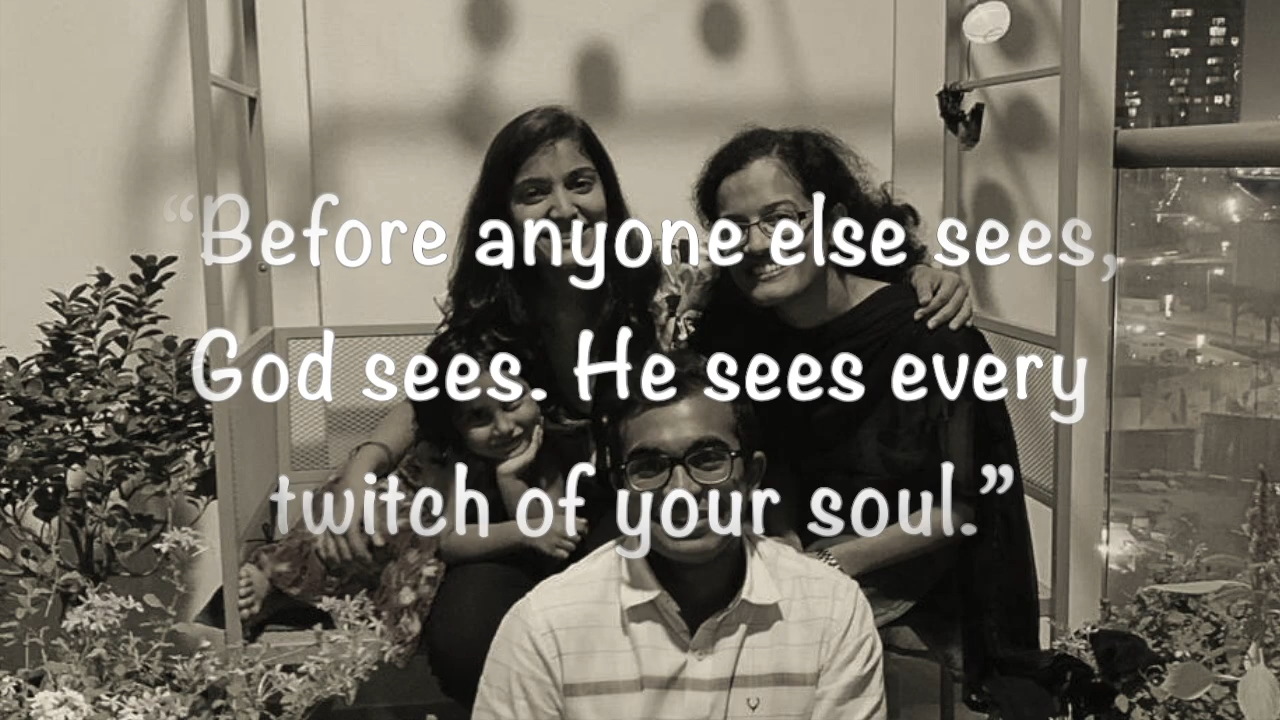 “Before anyone else sees,
God sees. He sees every
twitch of your soul.”